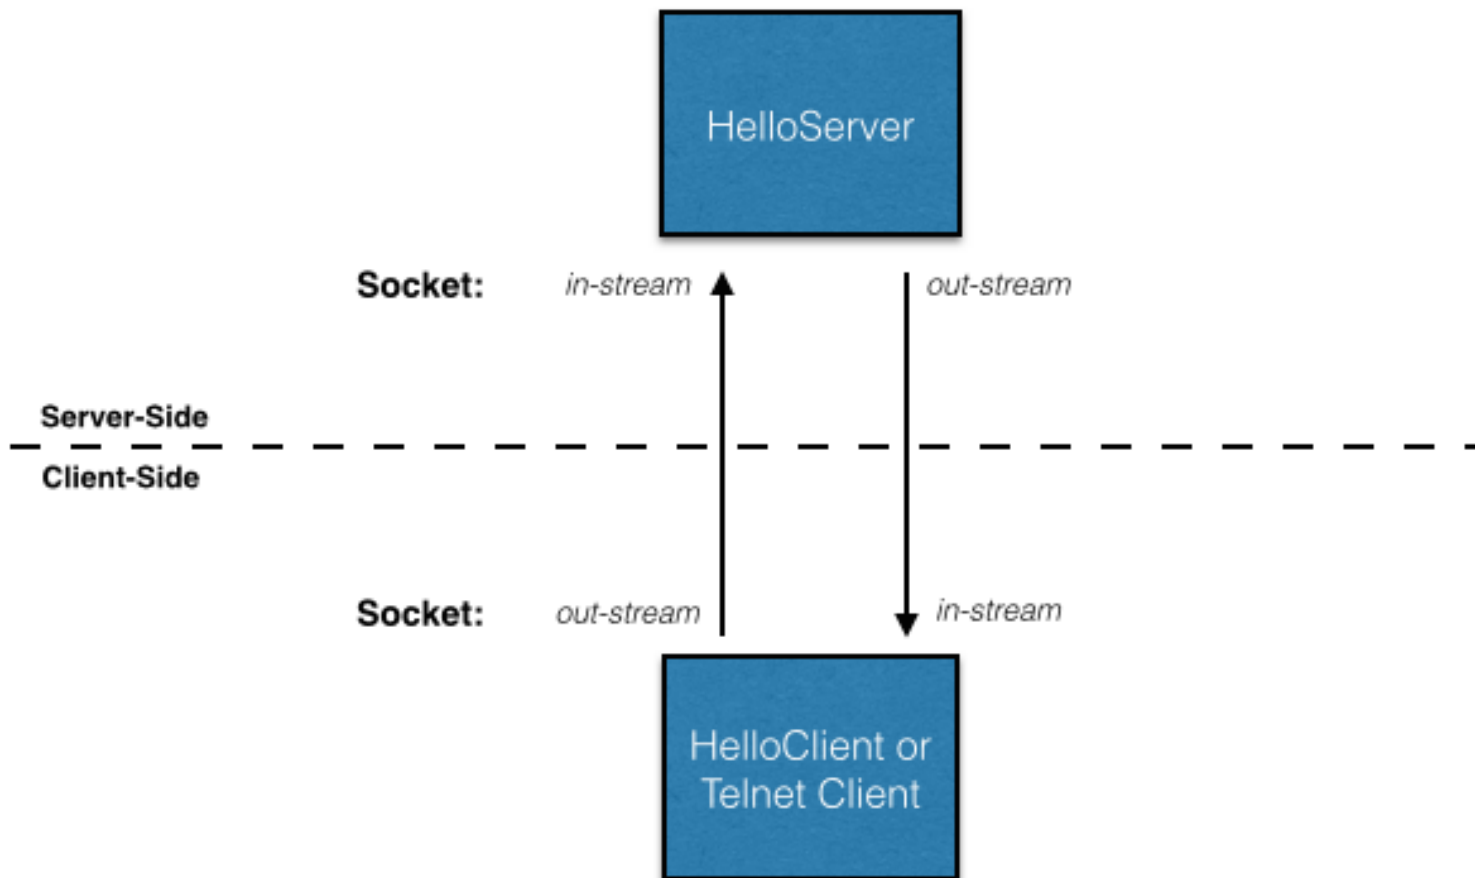 HelloServer
Socket: in-stream out-stream
Server-Side
Client-Side
Socket: out-stream in-stream
HelloClient or
Telnet Client